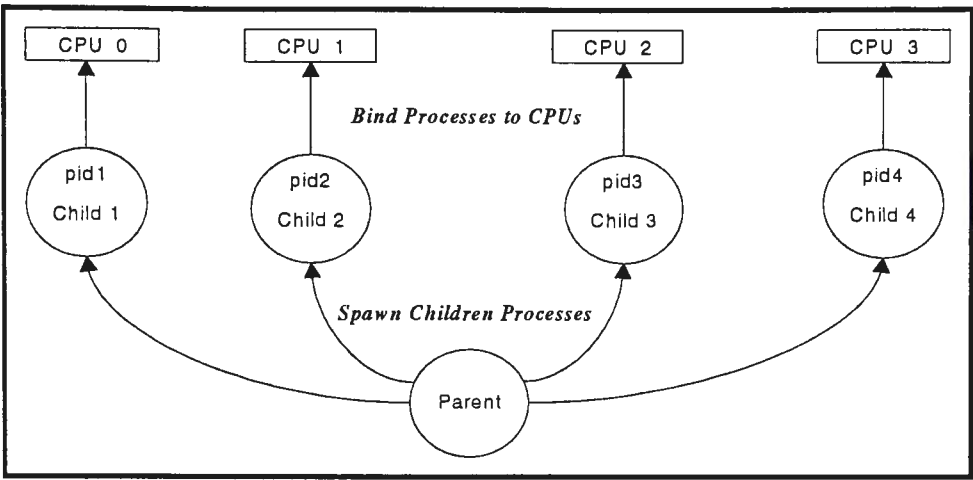 CPU 0
CPU 1
CPU 2
CPU 3
Bind Processes to CPUs
pid1
Child 1
pid2
Child 2
pid3
Child 3
pid4
Child 4
Spawn Children Processes
Parent